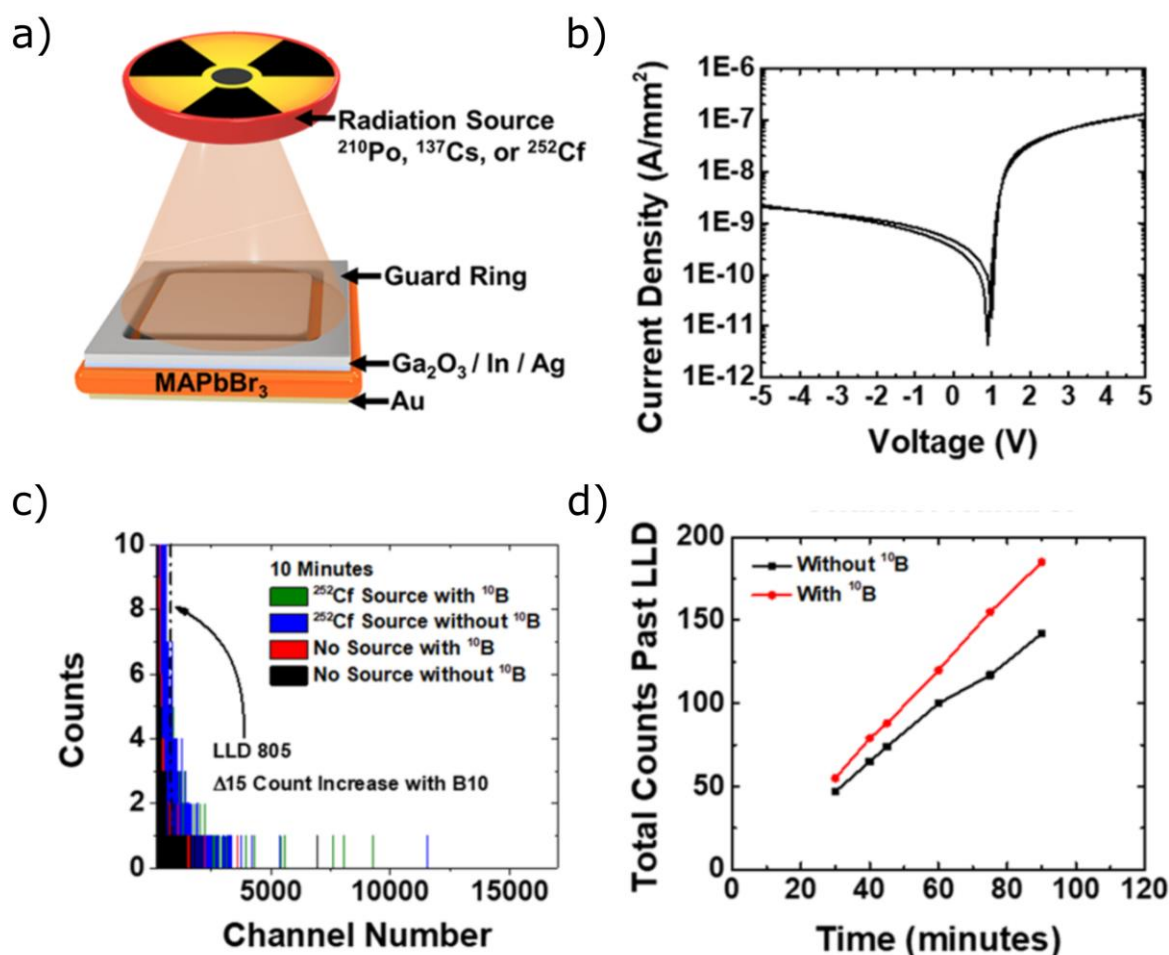 a)
Radiation Source
²¹⁰Po, ¹³⁷Cs, or ²⁵²Cf
Guard Ring
Ga₂O₃ / In / Ag
MAPbBr₃
Au
b)
Current Density (A/mm²)
1E-6
1E-7
1E-8
1E-9
1E-10
1E-11
1E-12
-5 -4 -3 -2 -1 0 1 2 3 4 5
Voltage (V)
c)
Counts
10
8
6
4
2
0
10 Minutes
²⁵²Cf Source with ¹⁰B
²⁵²Cf Source without ¹⁰B
No Source with ¹⁰B
No Source without ¹⁰B
LLD 805
Δ15 Count Increase with B10
5000 10000 15000
Channel Number
d)
Total Counts Past LLD
200
150
100
50
0
Without ¹⁰B
With ¹⁰B
0 20 40 60 80 100 120
Time (minutes)